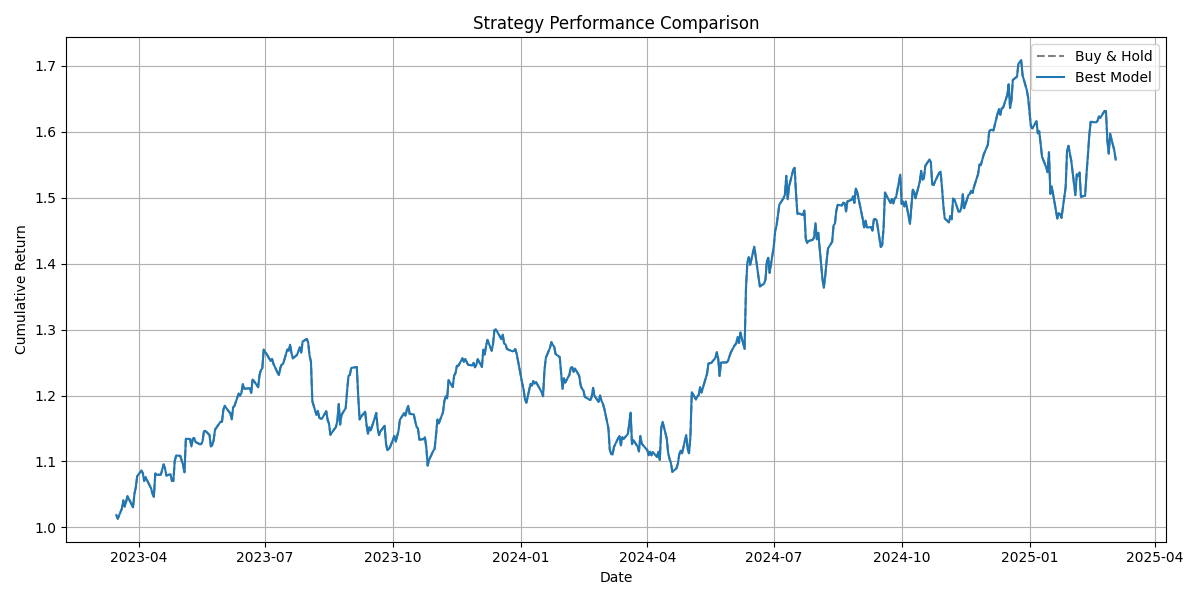 Strategy Performance Comparison
Buy & Hold
Best Model
Cumulative Return
1.7
1.6
1.5
1.4
1.3
1.2
1.1
1.0
2023-04 2023-07 2023-10 2024-01 2024-04 2024-07 2024-10 2025-01 2025-04
Date